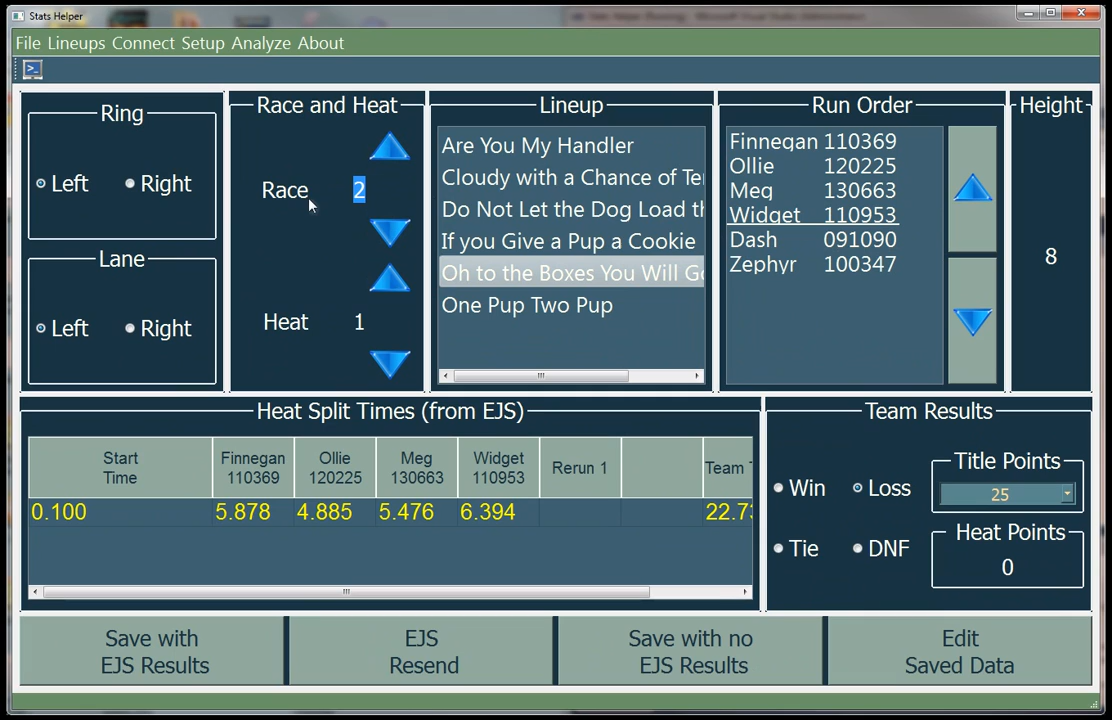 Stats Helper
File Lineups Connect Setup Analyze About
Ring
Left Right
Lane
Left Right
Race and Heat
Race 2
Heat 1
Lineup
Are You My Handler
Cloudy with a Chance of Te
Do Not Let the Dog Load t
If you Give a Pup a Cookie
Oh to the Boxes You Will Go
One Pup Two Pup
Run Order
Finnegan 110369
Ollie 120225
Meg 130663
Widget 110953
Dash 091090
Zephyr 100347
Height
8
Heat Split Times (from EJS)
Start Time
Finnegan 110369
Ollie 120225
Meg 130663
Widget 110953
Rerun 1
Team T
0.100 5.878 4.885 5.476 6.394 22.73
Team Results
Win Loss
Tie DNF
Title Points
25
Heat Points
0
Save with
EJS Results
EJS
Resend
Save with no
EJS Results
Edit
Saved Data